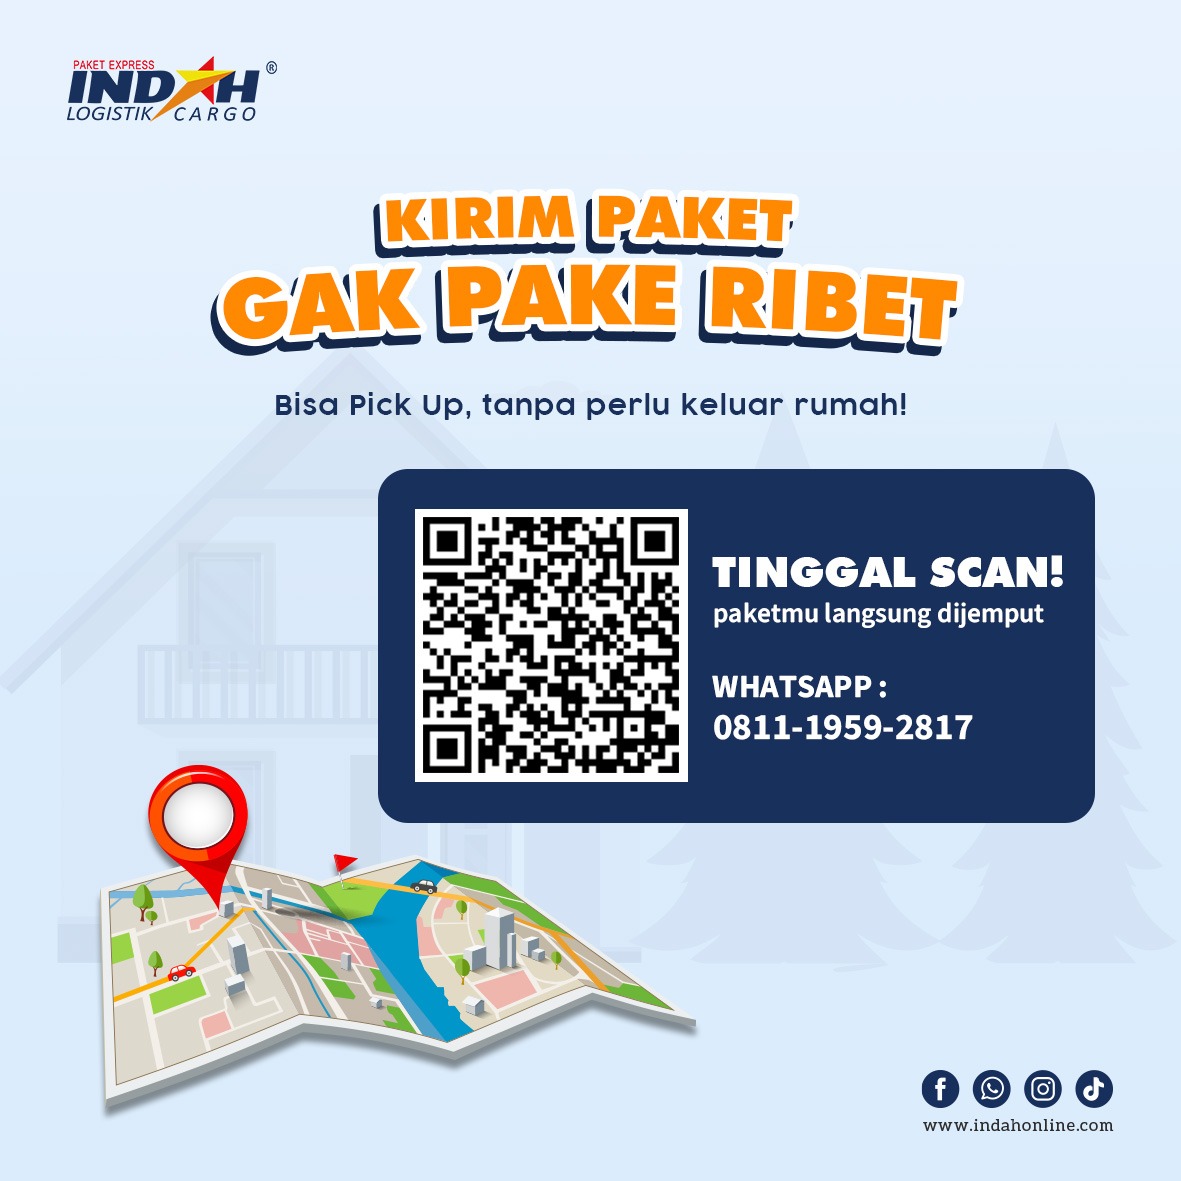 PAKET EXPRESS
INDAH ®
LOGISTIK CARGO
KIRIM PAKET
GAK PAKE RIBET
Bisa Pick Up, tanpa perlu keluar rumah!
TINGGAL SCAN!
paketmu langsung dijemput
WHATSAPP :
0811-1959-2817
www.indahonline.com